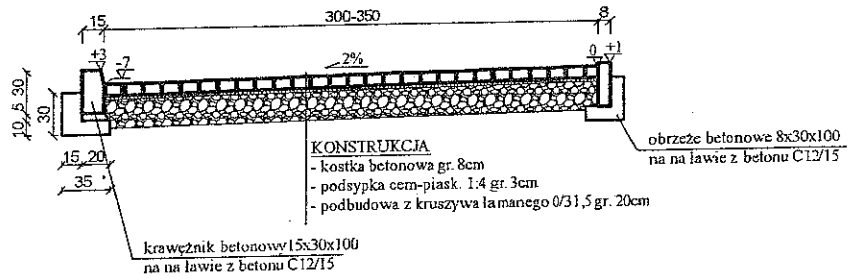 15 300-350 8
+3 -7 2% 0 +1
30
5
10
30
15 20
35
KONSTRUKCJA
- kostka betonowa gr. 8cm
- podsypka cem-piask. 1:4 gr. 3cm
- podbudowa z kruszywa łamanego 0/31,5 gr. 20cm
obrzeże betonowe 8x30x100
na na ławie z betonu C12/15
krawężnik betonowy15x30x100
na na ławie z betonu C12/15